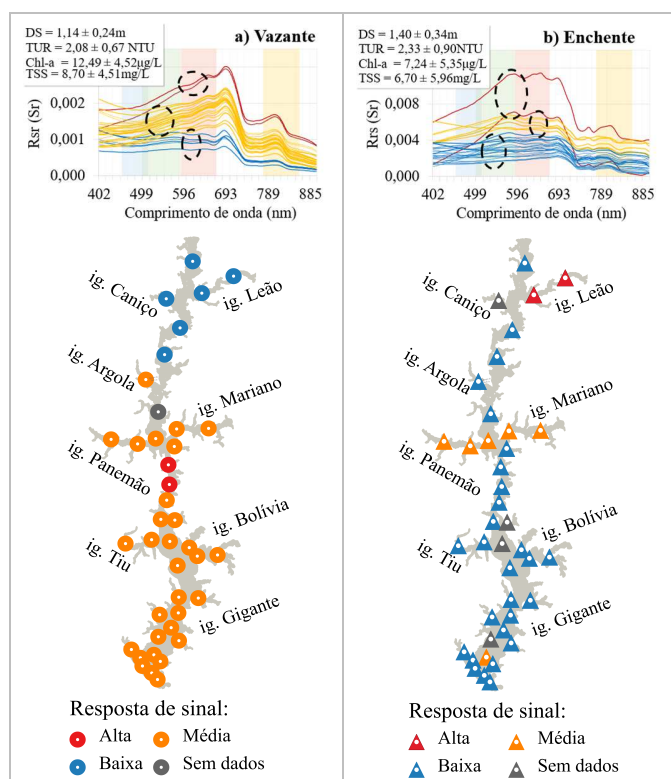 DS = 1,14 ± 0,24m
TUR = 2,08 ± 0,67 NTU
Chl-a = 12,49 ± 4,52µg/L
TSS = 8,70 ± 4,51mg/L
a) Vazante
Rsr (Sr)
0,002
0,001
0,000
402 499 596 693 788 885
Comprimento de onda (nm)
ig. Caniço
ig. Leão
ig. Argola
ig. Mariano
ig. Panemão
ig. Bolívia
ig. Tiu
ig. Gigante
Resposta de sinal:
Alta Média
Baixa Sem dados
DS = 1,40 ± 0,34m
TUR = 2,33 ± 0,90NTU
Chl-a = 7,24 ± 5,35µg/L
TSS = 6,70 ± 5,96mg/L
b) Enchente
Rrs (Sr)
0,008
0,004
0,000
402 499 596 693 789 885
Comprimento de onda (nm)
ig. Caniço
ig. Leão
ig. Argola
ig. Mariano
ig. Panemão
ig. Bolívia
ig. Tiu
ig. Gigante
Resposta de sinal:
Alta Média
Baixa Sem dados